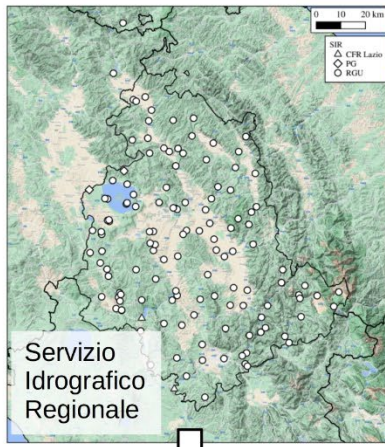 0 10 20 km
SIR
CFR Lazio
PG
RGU
Servizio
Idrografico
Regionale